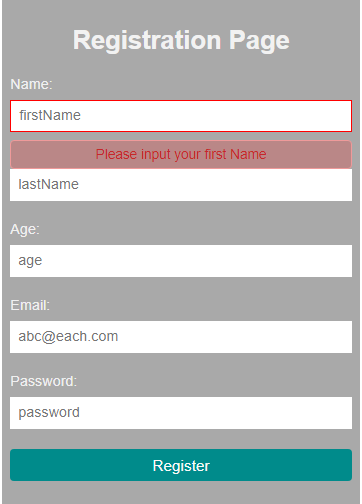 Registration Page
Name:
firstName
Please input your first Name
lastName
Age:
age
Email:
abc@each.com
Password:
password
Register